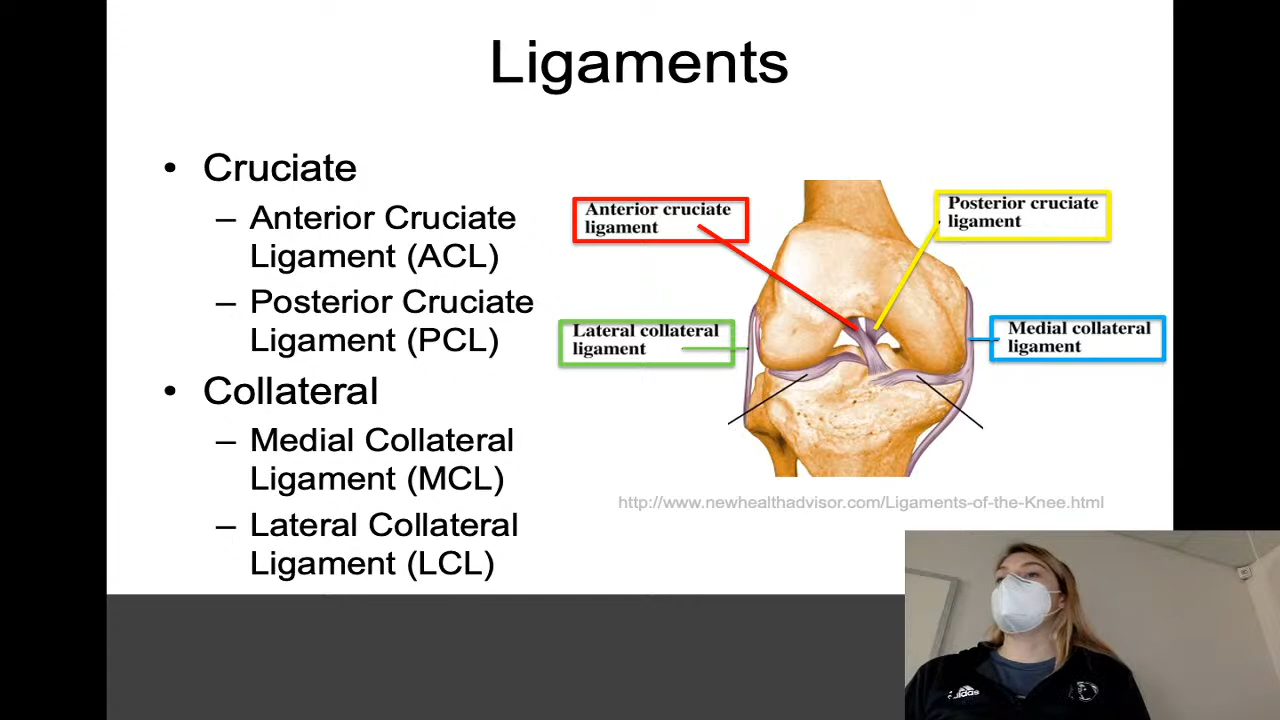 Ligaments
• Cruciate
– Anterior Cruciate
Ligament (ACL)
– Posterior Cruciate
Ligament (PCL)
• Collateral
– Medial Collateral
Ligament (MCL)
– Lateral Collateral
Ligament (LCL)
Anterior cruciate
ligament
Posterior cruciate
ligament
Lateral collateral
ligament
Medial collateral
ligament
http://www.newhealthadvisor.com/Ligaments-of-the-Knee.html
adidas